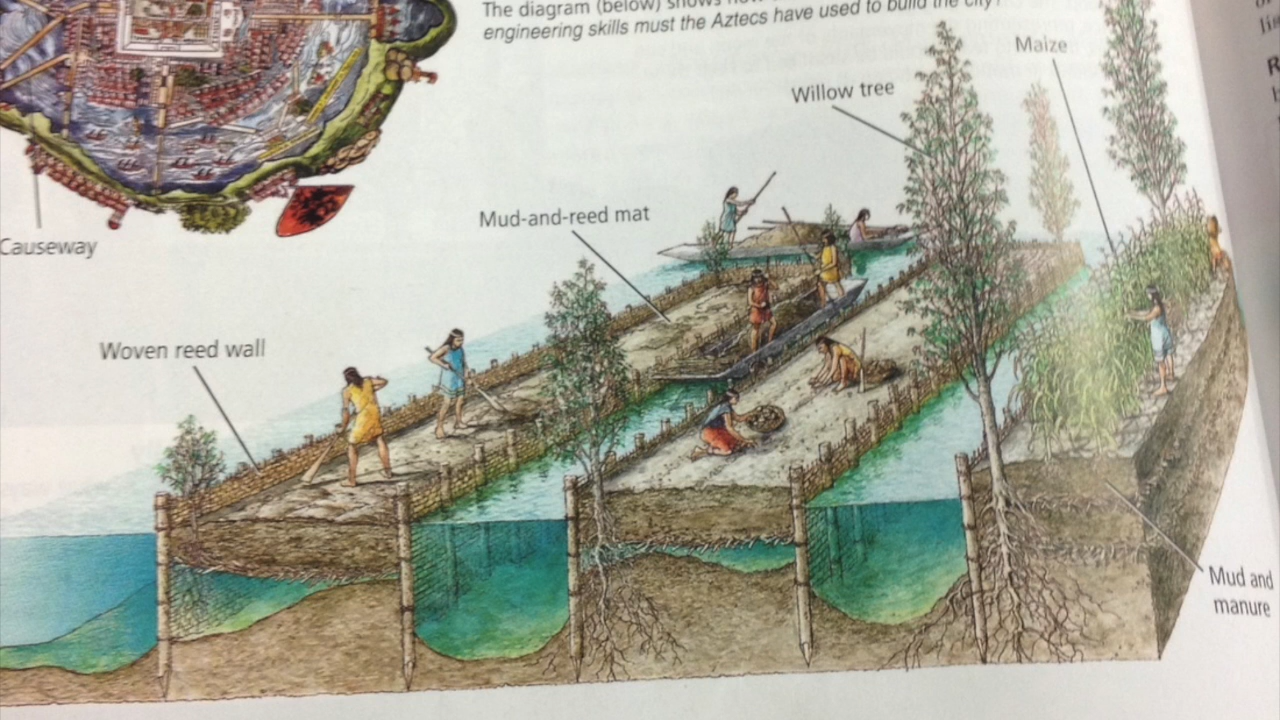 The diagram (below) shows how
engineering skills must the Aztecs have used to build the city?
Maize
Willow tree
Mud-and-reed mat
Causeway
Woven reed wall
Mud and
manure